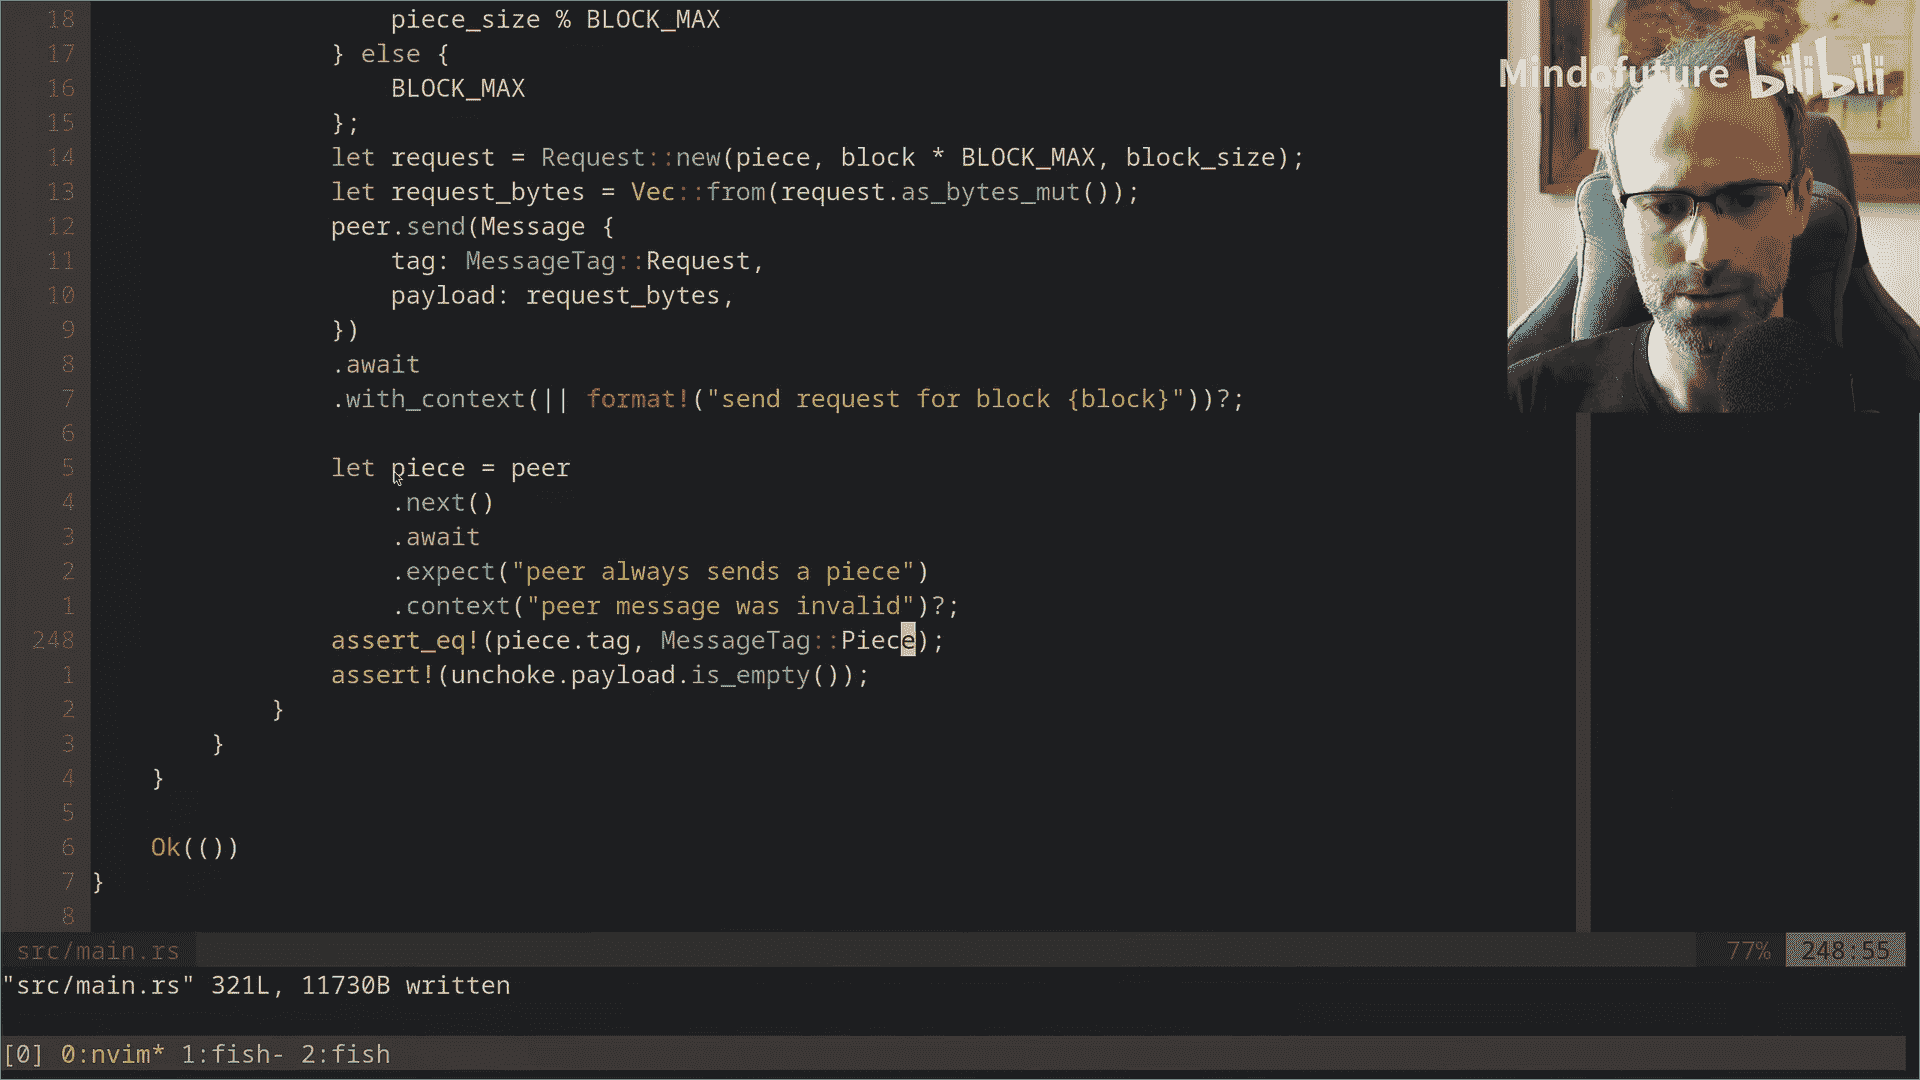 18 piece_size % BLOCK_MAX
17 } else {
16 BLOCK_MAX
15 };
14 let request = Request::new(piece, block * BLOCK_MAX, block_size);
13 let request_bytes = Vec::from(request.as_bytes_mut());
12 peer.send(Message {
11 tag: MessageTag::Request,
10 payload: request_bytes,
9 })
8 .await
7 .with_context(|| format!("send request for block {block}"))?;
6
5 let piece = peer
4 .next()
3 .await
2 .expect("peer always sends a piece")
1 .context("peer message was invalid")?;
248 assert_eq!(piece.tag, MessageTag::Piece);
1 assert!(unchoke.payload.is_empty());
2 }
3 }
4 }
5
6 Ok(())
7 }
8
src/main.rs 77% 248:55
"src/main.rs" 321L, 11730B written
[0] 0:nvim* 1:fish- 2:fish
Mindofuture bilibili